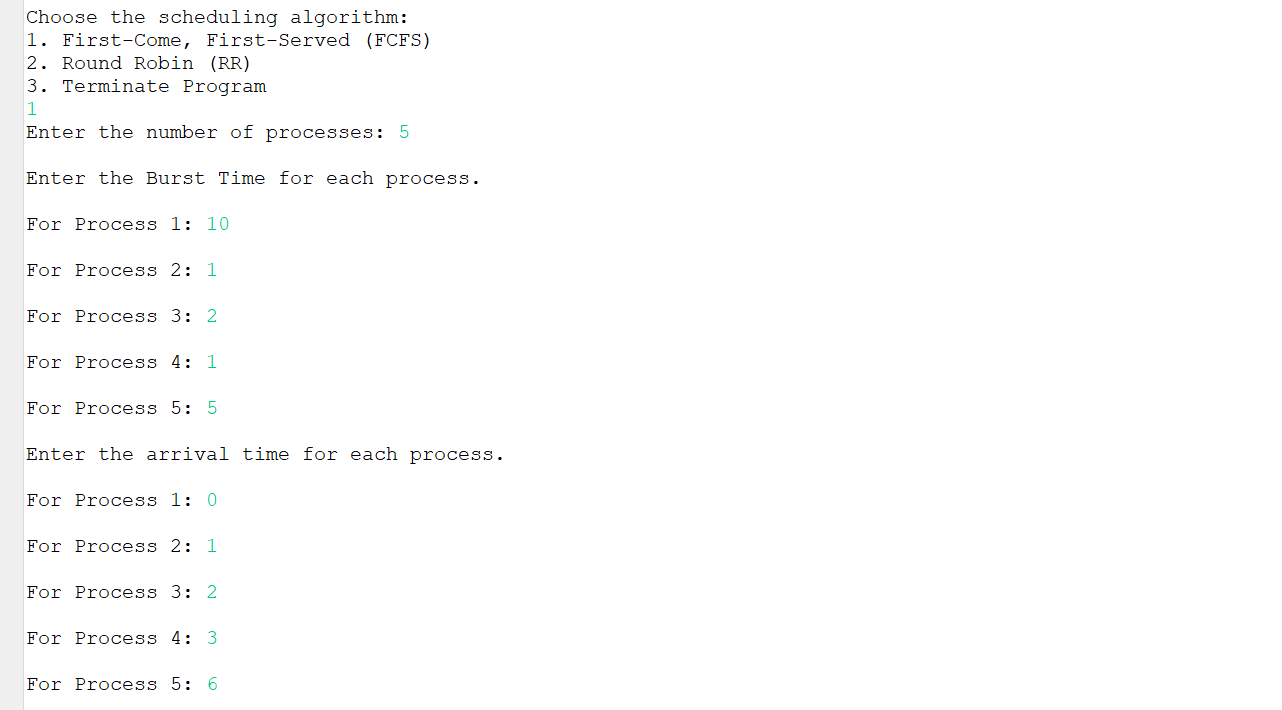 Choose the scheduling algorithm:
1. First-Come, First-Served (FCFS)
2. Round Robin (RR)
3. Terminate Program
1
Enter the number of processes: 5
Enter the Burst Time for each process.
For Process 1: 10
For Process 2: 1
For Process 3: 2
For Process 4: 1
For Process 5: 5
Enter the arrival time for each process.
For Process 1: 0
For Process 2: 1
For Process 3: 2
For Process 4: 3
For Process 5: 6